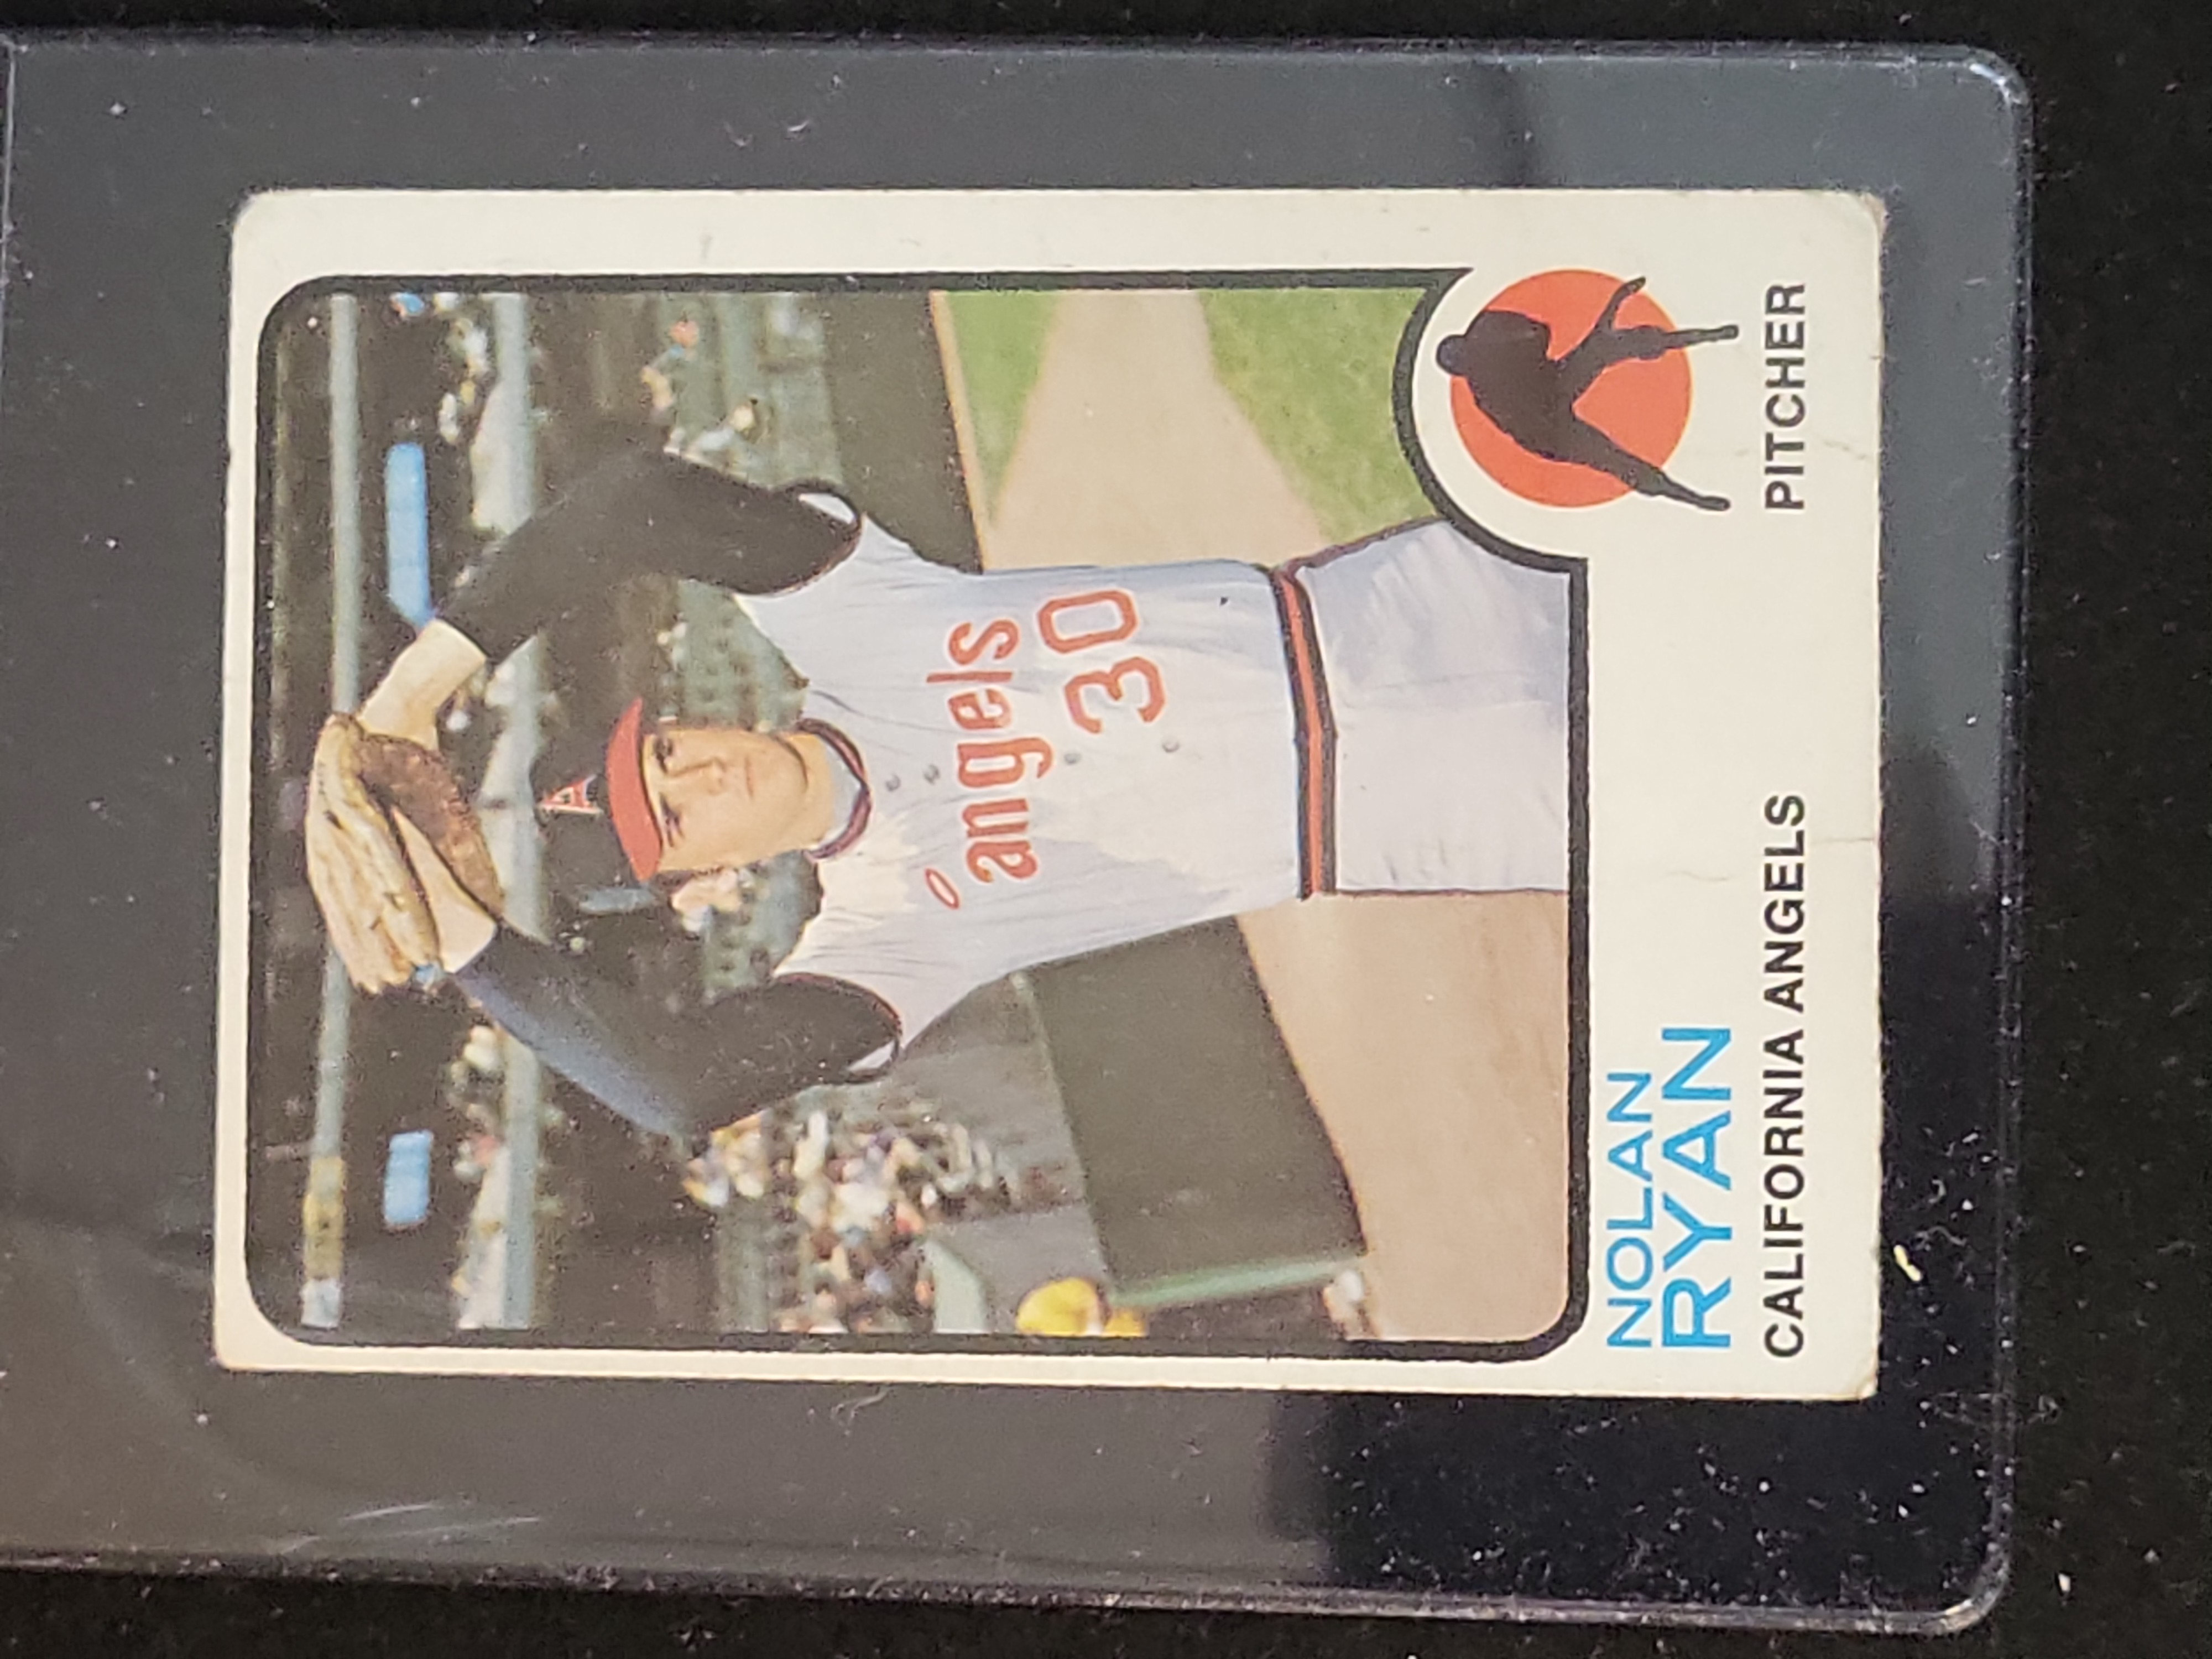 A
angels
30
NOLAN
RYAN
CALIFORNIA ANGELS
PITCHER